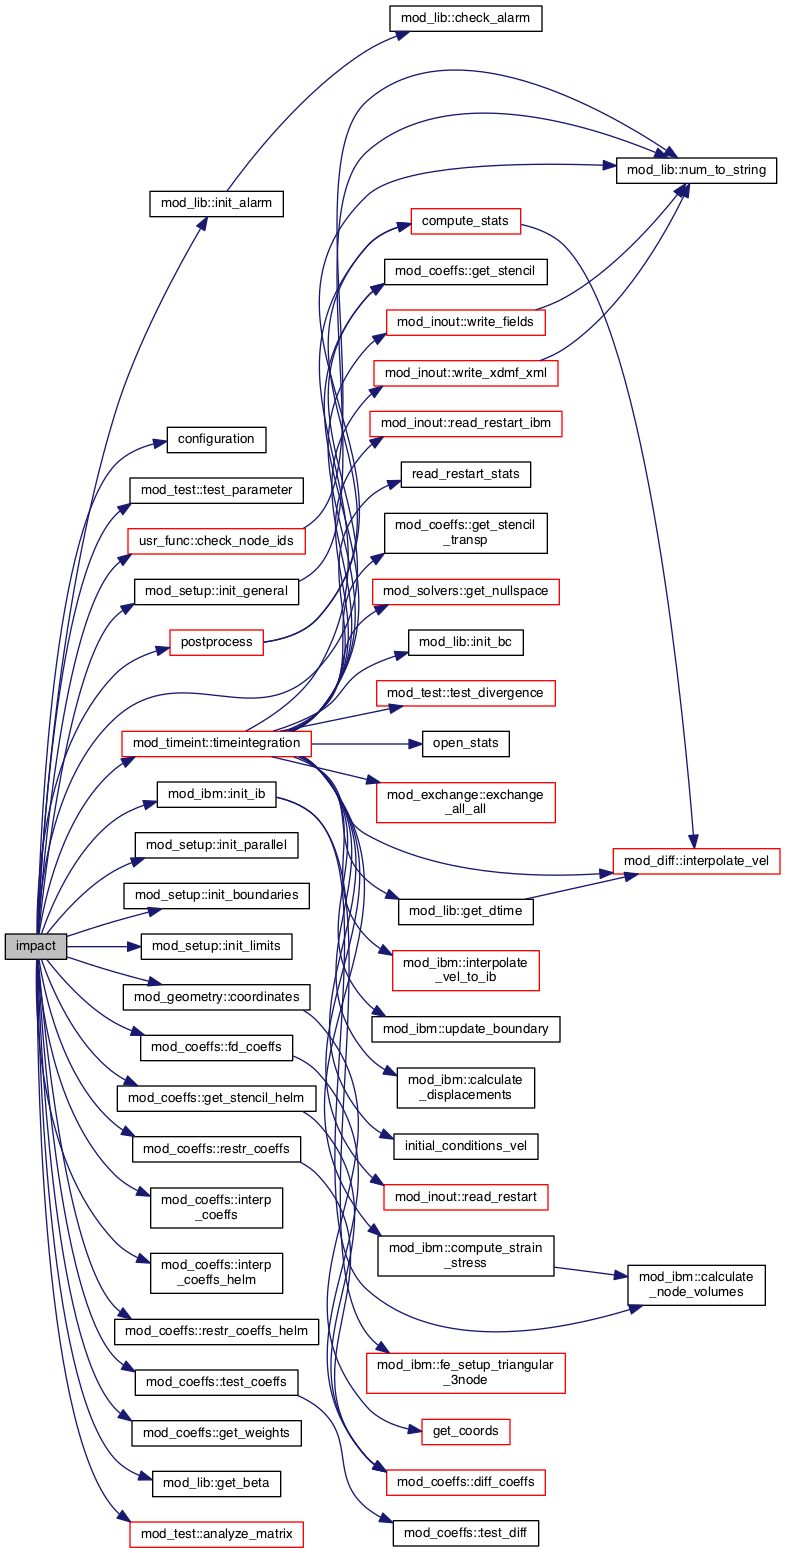 mod_lib::check_alarm
mod_lib::num_to_string
mod_lib::init_alarm
compute_stats
mod_coeffs::get_stencil
mod_inout::write_fields
mod_inout::write_xdmf_xml
mod_inout::read_restart_ibm
configuration
read_restart_stats
mod_test::test_parameter
mod_coeffs::get_stencil
_transp
usr_func::check_node_ids
mod_setup::init_general
mod_solvers::get_nullspace
postprocess
mod_lib::init_bc
mod_test::test_divergence
mod_timeint::timeintegration
open_stats
mod_ibm::init_ib
mod_exchange::exchange
_all_all
mod_setup::init_parallel
mod_diff::interpolate_vel
mod_setup::init_boundaries
mod_lib::get_dtime
impact
mod_setup::init_limits
mod_ibm::interpolate
_vel_to_ib
mod_geometry::coordinates
mod_ibm::update_boundary
mod_coeffs::fd_coeffs
mod_ibm::calculate
_displacements
mod_coeffs::get_stencil_helm
mod_coeffs::restr_coeffs
initial_conditions_vel
mod_coeffs::interp
_coeffs
mod_inout::read_restart
mod_ibm::compute_strain
_stress
mod_coeffs::interp
_coeffs_helm
mod_ibm::calculate
_node_volumes
mod_coeffs::restr_coeffs_helm
mod_ibm::fe_setup_triangular
_3node
mod_coeffs::test_coeffs
mod_coeffs::get_weights
get_coords
mod_lib::get_beta
mod_coeffs::diff_coeffs
mod_test::analyze_matrix
mod_coeffs::test_diff